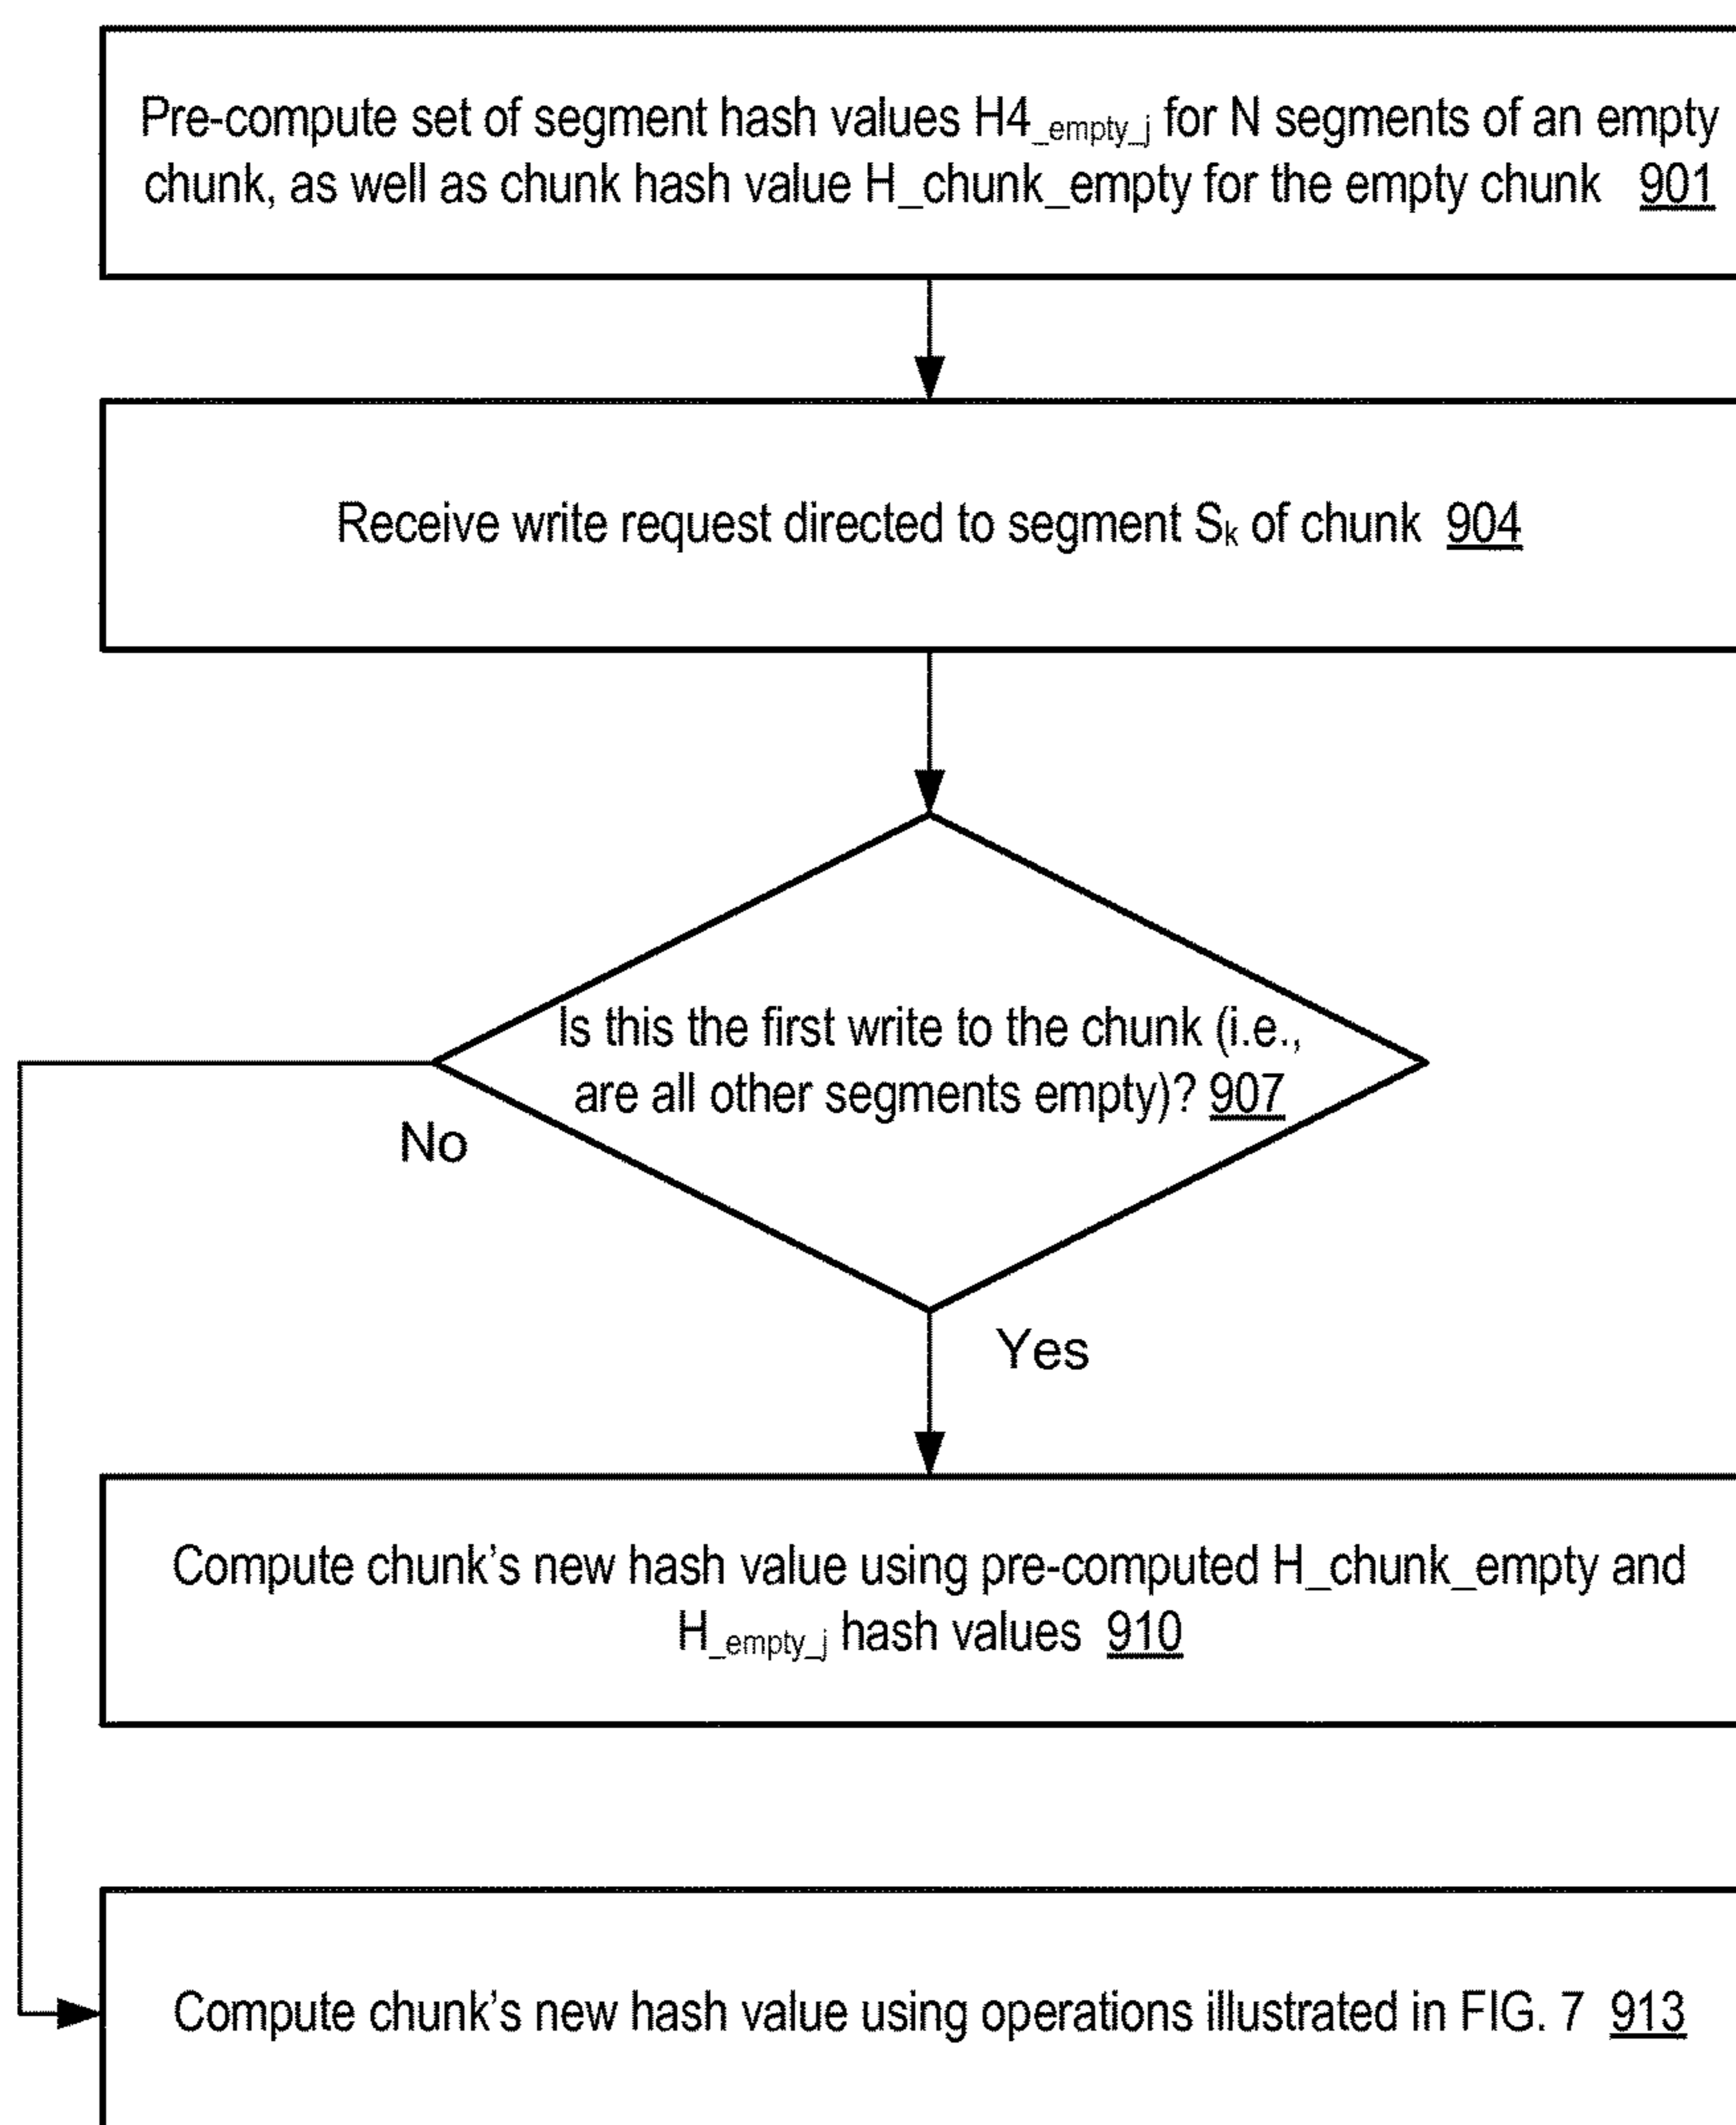 Pre-compute set of segment hash values H4_empty_j for N segments of an empty
chunk, as well as chunk hash value H_chunk_empty for the empty chunk 901
Receive write request directed to segment Sk of chunk 904
Is this the first write to the chunk (i.e.,
are all other segments empty)? 907
No
Yes
Compute chunk's new hash value using pre-computed H_chunk_empty and
H_empty_j hash values 910
Compute chunk's new hash value using operations illustrated in FIG. 7 913